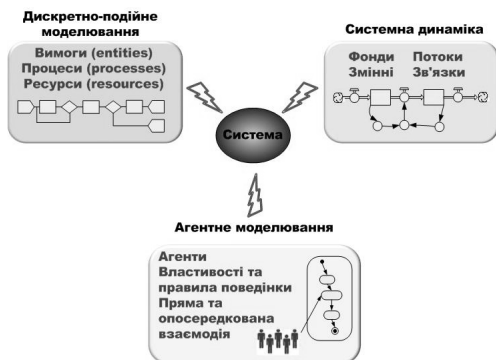 Дискретно-подійне
моделювання
Вимоги (entities)
Процеси (processes)
Ресурси (resources)
Системна динаміка
Фонди Потоки
Змінні Зв'язки
Система
Агентне моделювання
Агенти
Властивості та
правила поведінки
Пряма та
опосередкована
взаємодія